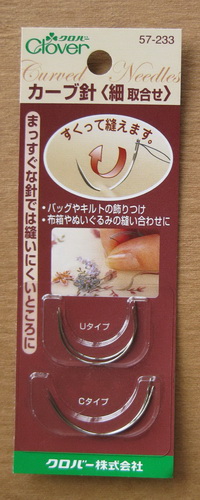 クロバー
Clover
57-233
Curved Needles
カーブ針〈細 取合せ〉
まっすぐな針では縫いにくいところに
すくって縫えます。
・バッグやキルトの飾りつけ
・布箱やぬいぐるみの縫い合わせに
Uタイプ
Cタイプ
クロバー株式会社